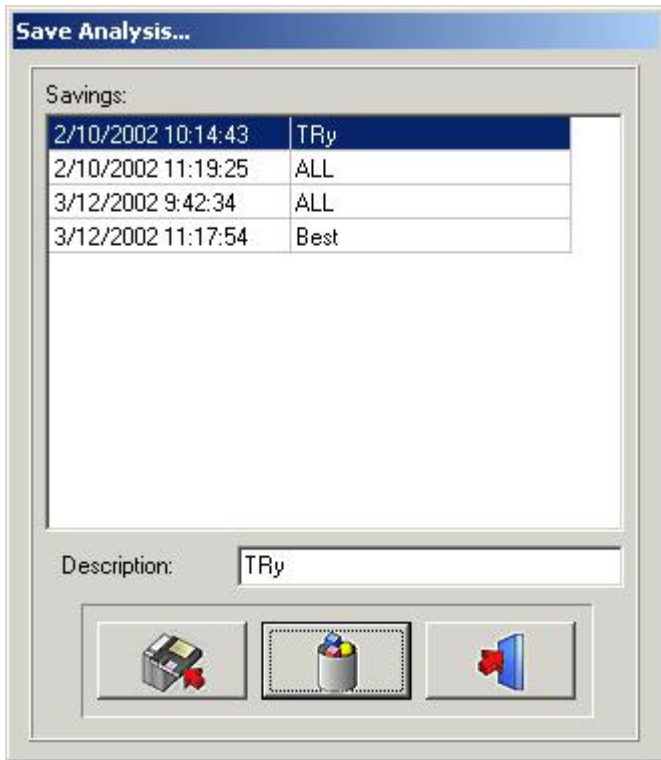 Save Analysis...
Savings:
2/10/2002 10:14:43 TRy
2/10/2002 11:19:25 ALL
3/12/2002 9:42:34 ALL
3/12/2002 11:17:54 Best
Description: TRy